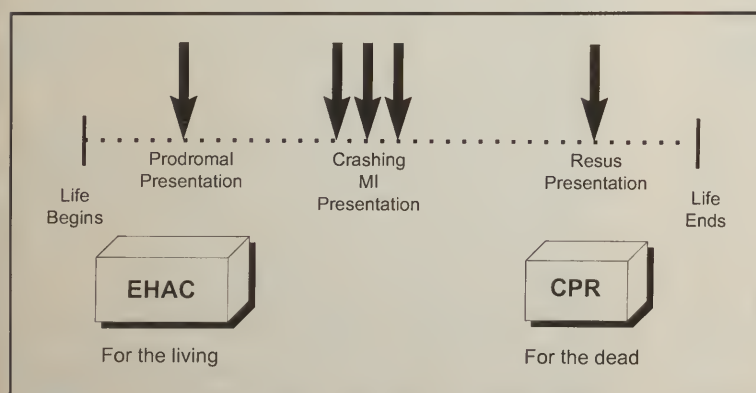 Prodromal
Presentation
Crashing
MI
Presentation
Resus
Presentation
Life
Begins
Life
Ends
EHAC
CPR
For the living
For the dead